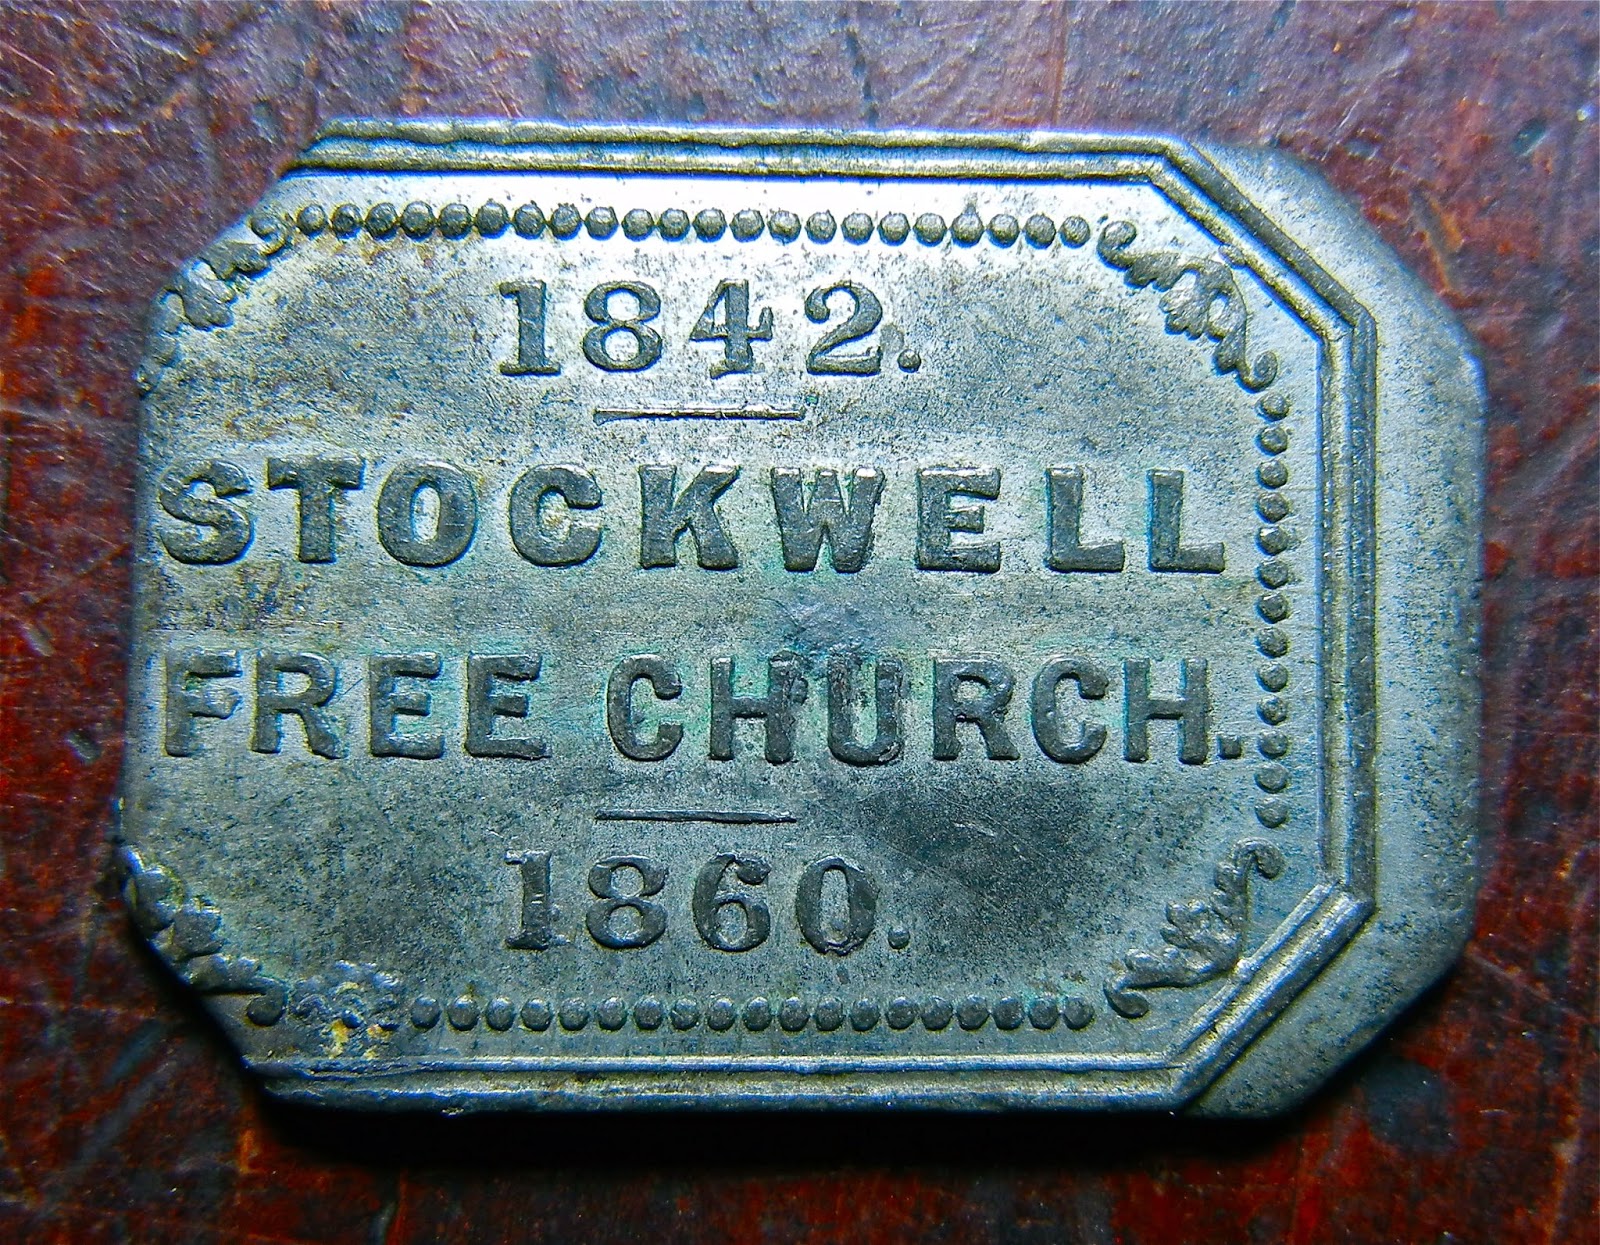 1842.
STOCKWELL
FREE CHURCH.
1860.